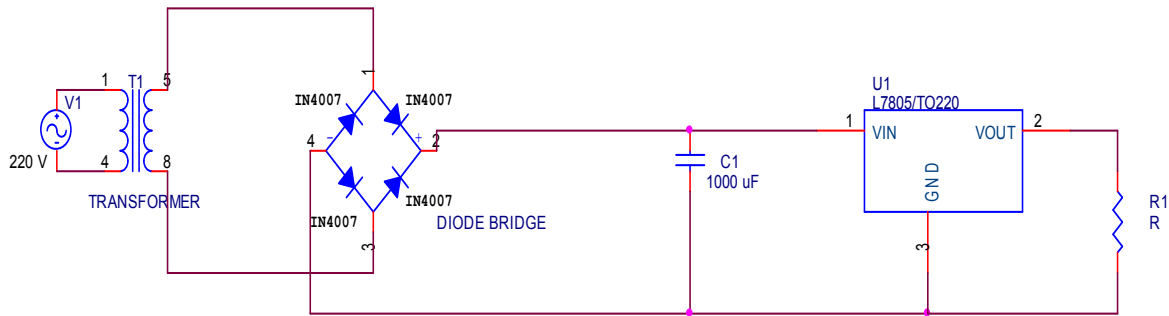 1
T1
5
V1
220 V
4
8
TRANSFORMER
1
IN4007
IN4007
4
−
+
2
IN4007
IN4007
3
DIODE BRIDGE
C1
1000 uF
U1
L7805/TO220
1
VIN
VOUT
2
GND
3
R1
R